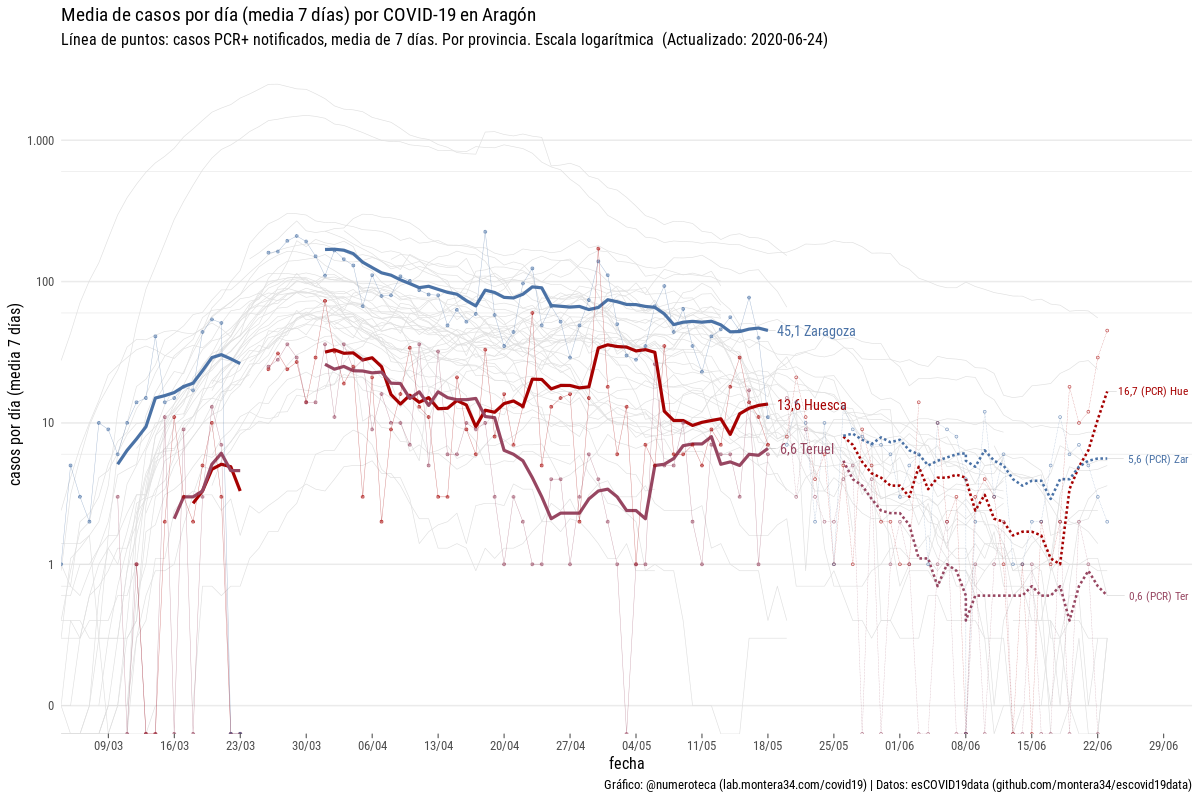 Media de casos por día (media 7 días) por COVID-19 en Aragón
Línea de puntos: casos PCR+ notificados, media de 7 días. Por provincia. Escala logarítmica (Actualizado: 2020-06-24)
casos por día (media 7 días)
1.000
100
10
1
0
45,1 Zaragoza
13,6 Huesca
6,6 Teruel
16,7 (PCR) Hue
5,6 (PCR) Zar
0,6 (PCR) Ter
09/03 16/03 23/03 30/03 06/04 13/04 20/04 27/04 04/05 11/05 18/05 25/05 01/06 08/06 15/06 22/06 29/06
fecha
Gráfico: @numeroteca (lab.montera34.com/covid19) | Datos: esCOVID19data (github.com/montera34/escovid19data)